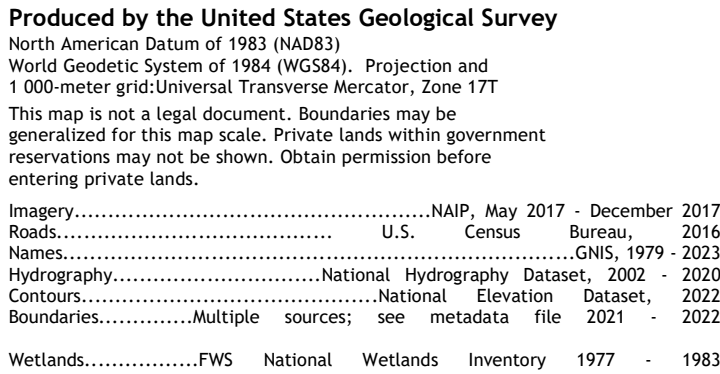 Produced by the United States Geological Survey
North American Datum of 1983 (NAD83)
World Geodetic System of 1984 (WGS84). Projection and
1 000-meter grid:Universal Transverse Mercator, Zone 17T
This map is not a legal document. Boundaries may be
generalized for this map scale. Private lands within government
reservations may not be shown. Obtain permission before
entering private lands.
Imagery.....................................................NAIP, May 2017 - December 2017
Roads......................................... U.S. Census Bureau, 2016
Names............................................................................GNIS, 1979 - 2023
Hydrography...............................National Hydrography Dataset, 2002 - 2020
Contours............................................National Elevation Dataset, 2022
Boundaries..............Multiple sources; see metadata file 2021 - 2022
Wetlands.................FWS National Wetlands Inventory 1977 - 1983